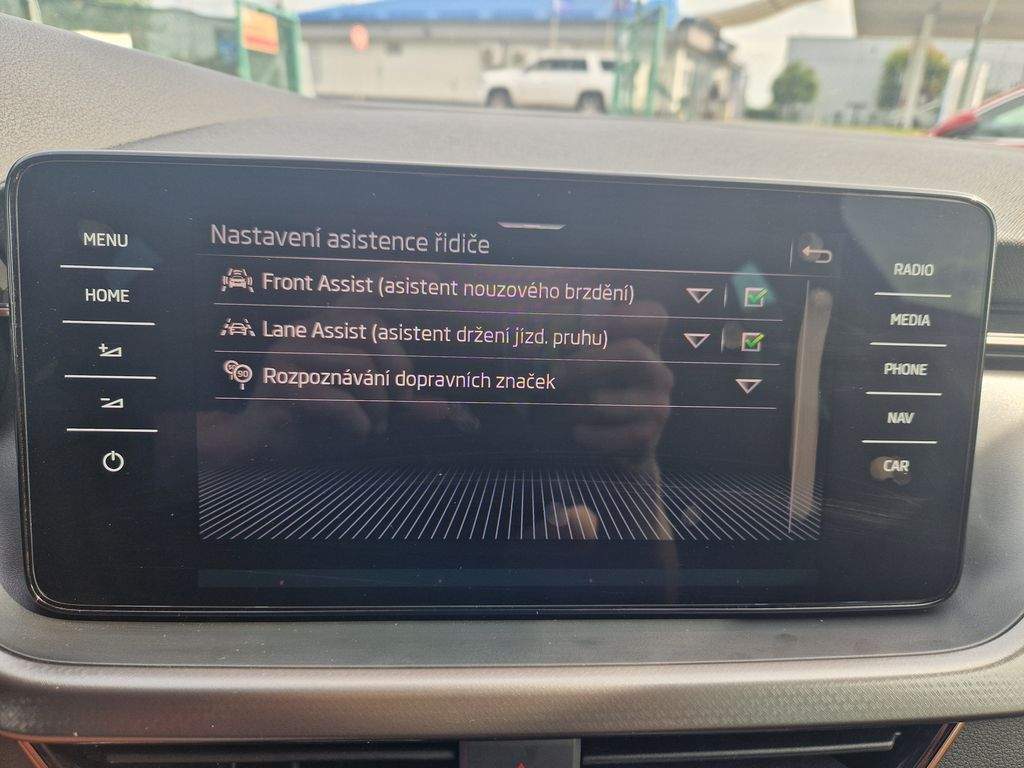 MENU
HOME
Nastavení asistence řidiče
Front Assist (asistent nouzového brzdění)
Lane Assist (asistent držení jízd. pruhu)
90
Rozpoznávání dopravních značek
RADIO
MEDIA
PHONE
NAV
CAR